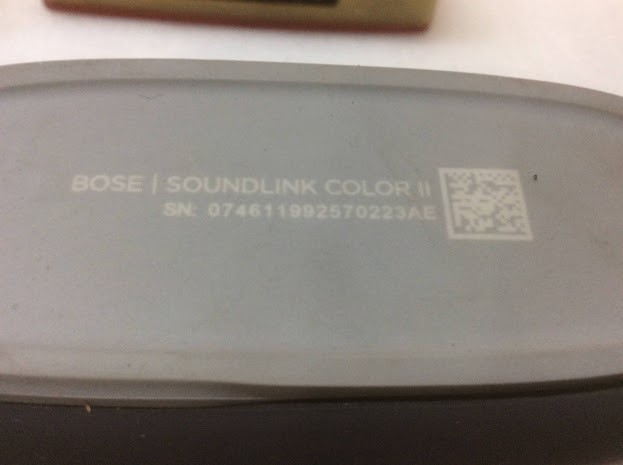 BOSE | SOUNDLINK COLOR II
SN: 074611992570223AE